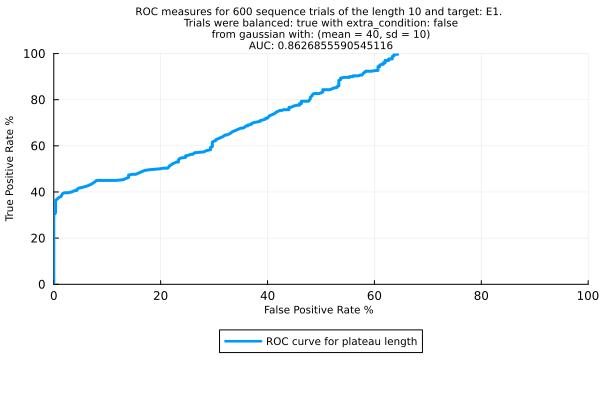 ROC measures for 600 sequence trials of the length 10 and target: E1.
Trials were balanced: true with extra_condition: false
from gaussian with: (mean = 40, sd = 10)
AUC: 0.8626855590545116
True Positive Rate %
100
80
60
40
20
0
0 20 40 60 80 100
False Positive Rate %
ROC curve for plateau length